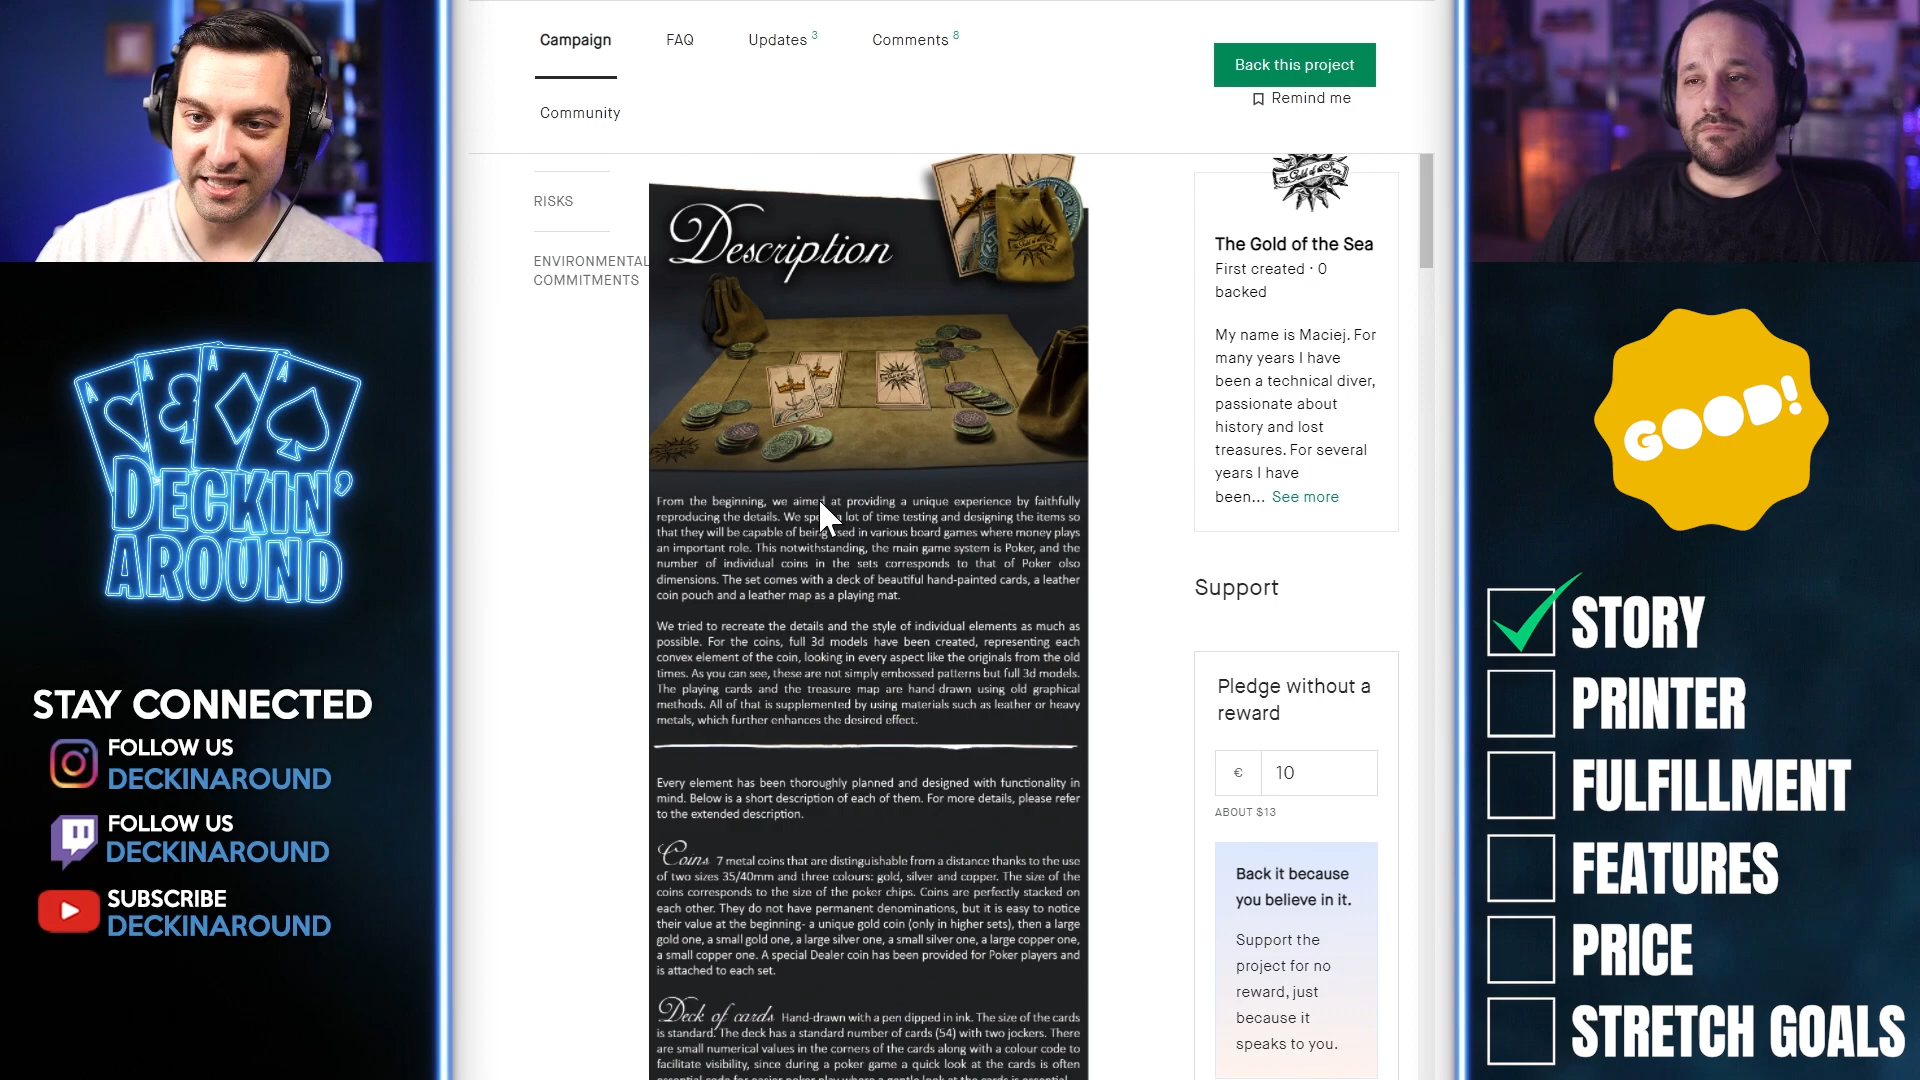 Campaign
FAQ
Updates 3
Comments 8
Community
Back this project
Remind me
RISKS
ENVIRONMENTAL
COMMITMENTS
Description
From the beginning, we aimed at providing a unique experience by faithfully
reproducing the details. We spent a lot of time testing and designing the items so
that they will be capable of being used in various board games where money plays
an important role. This notwithstanding, the main game system is Poker, and the
number of individual coins in the sets corresponds to that of Poker olso
dimensions. The set comes with a deck of beautiful hand-painted cards, a leather
coin pouch and a leather map as a playing mat.
We tried to recreate the details and the style of individual elements as much as
possible. For the coins, full 3d models have been created, representing each
convex element of the coin, looking in every aspect like the originals from the old
times. As you can see, these are not simply embossed patterns but full 3d models.
The playing cards and the treasure map are hand-drawn using old graphical
methods. All of that is supplemented by using materials such as leather or heavy
metals, which further enhances the desired effect.
Every element has been thoroughly planned and designed with functionality in
mind. Below is a short description of each of them. For more details, please refer
to the extended description.
Coins 7 metal coins that are distinguishable from a distance thanks to the use
of two sizes 35/40mm and three colours: gold, silver and copper. The size of the
coins corresponds to the size of the poker chips. Coins are perfectly stacked on
each other. They do not have permanent denominations, but it is easy to notice
their value at the beginning- a unique gold coin (only in higher sets), then a large
gold one, a small gold one, a large silver one, a small silver one, a large copper one,
a small copper one. A special Dealer coin has been provided for Poker players and
is attached to each set.
Deck of cards Hand-drawn with a pen dipped in ink. The size of the cards
is standard. The deck has a standard number of cards (54) with two jockers. There
are small numerical values in the corners of the cards along with a colour code to
facilitate visibility, since during a poker game a quick look at the cards is often
The Gold of the Sea
The Gold of the Sea
First created · 0
backed
My name is Maciej. For
many years I have
been a technical diver,
passionate about
history and lost
treasures. For several
years I have
been... See more
Support
Pledge without a
reward
€ 10
ABOUT $13
Back it because
you believe in it.
Support the
project for no
reward, just
because it
speaks to you.
A A A A
DECKIN'
AROUND
STAY CONNECTED
FOLLOW US
DECKINAROUND
FOLLOW US
DECKINAROUND
SUBSCRIBE
DECKINAROUND
GOOD!
STORY
PRINTER
FULFILLMENT
FEATURES
PRICE
STRETCH GOALS